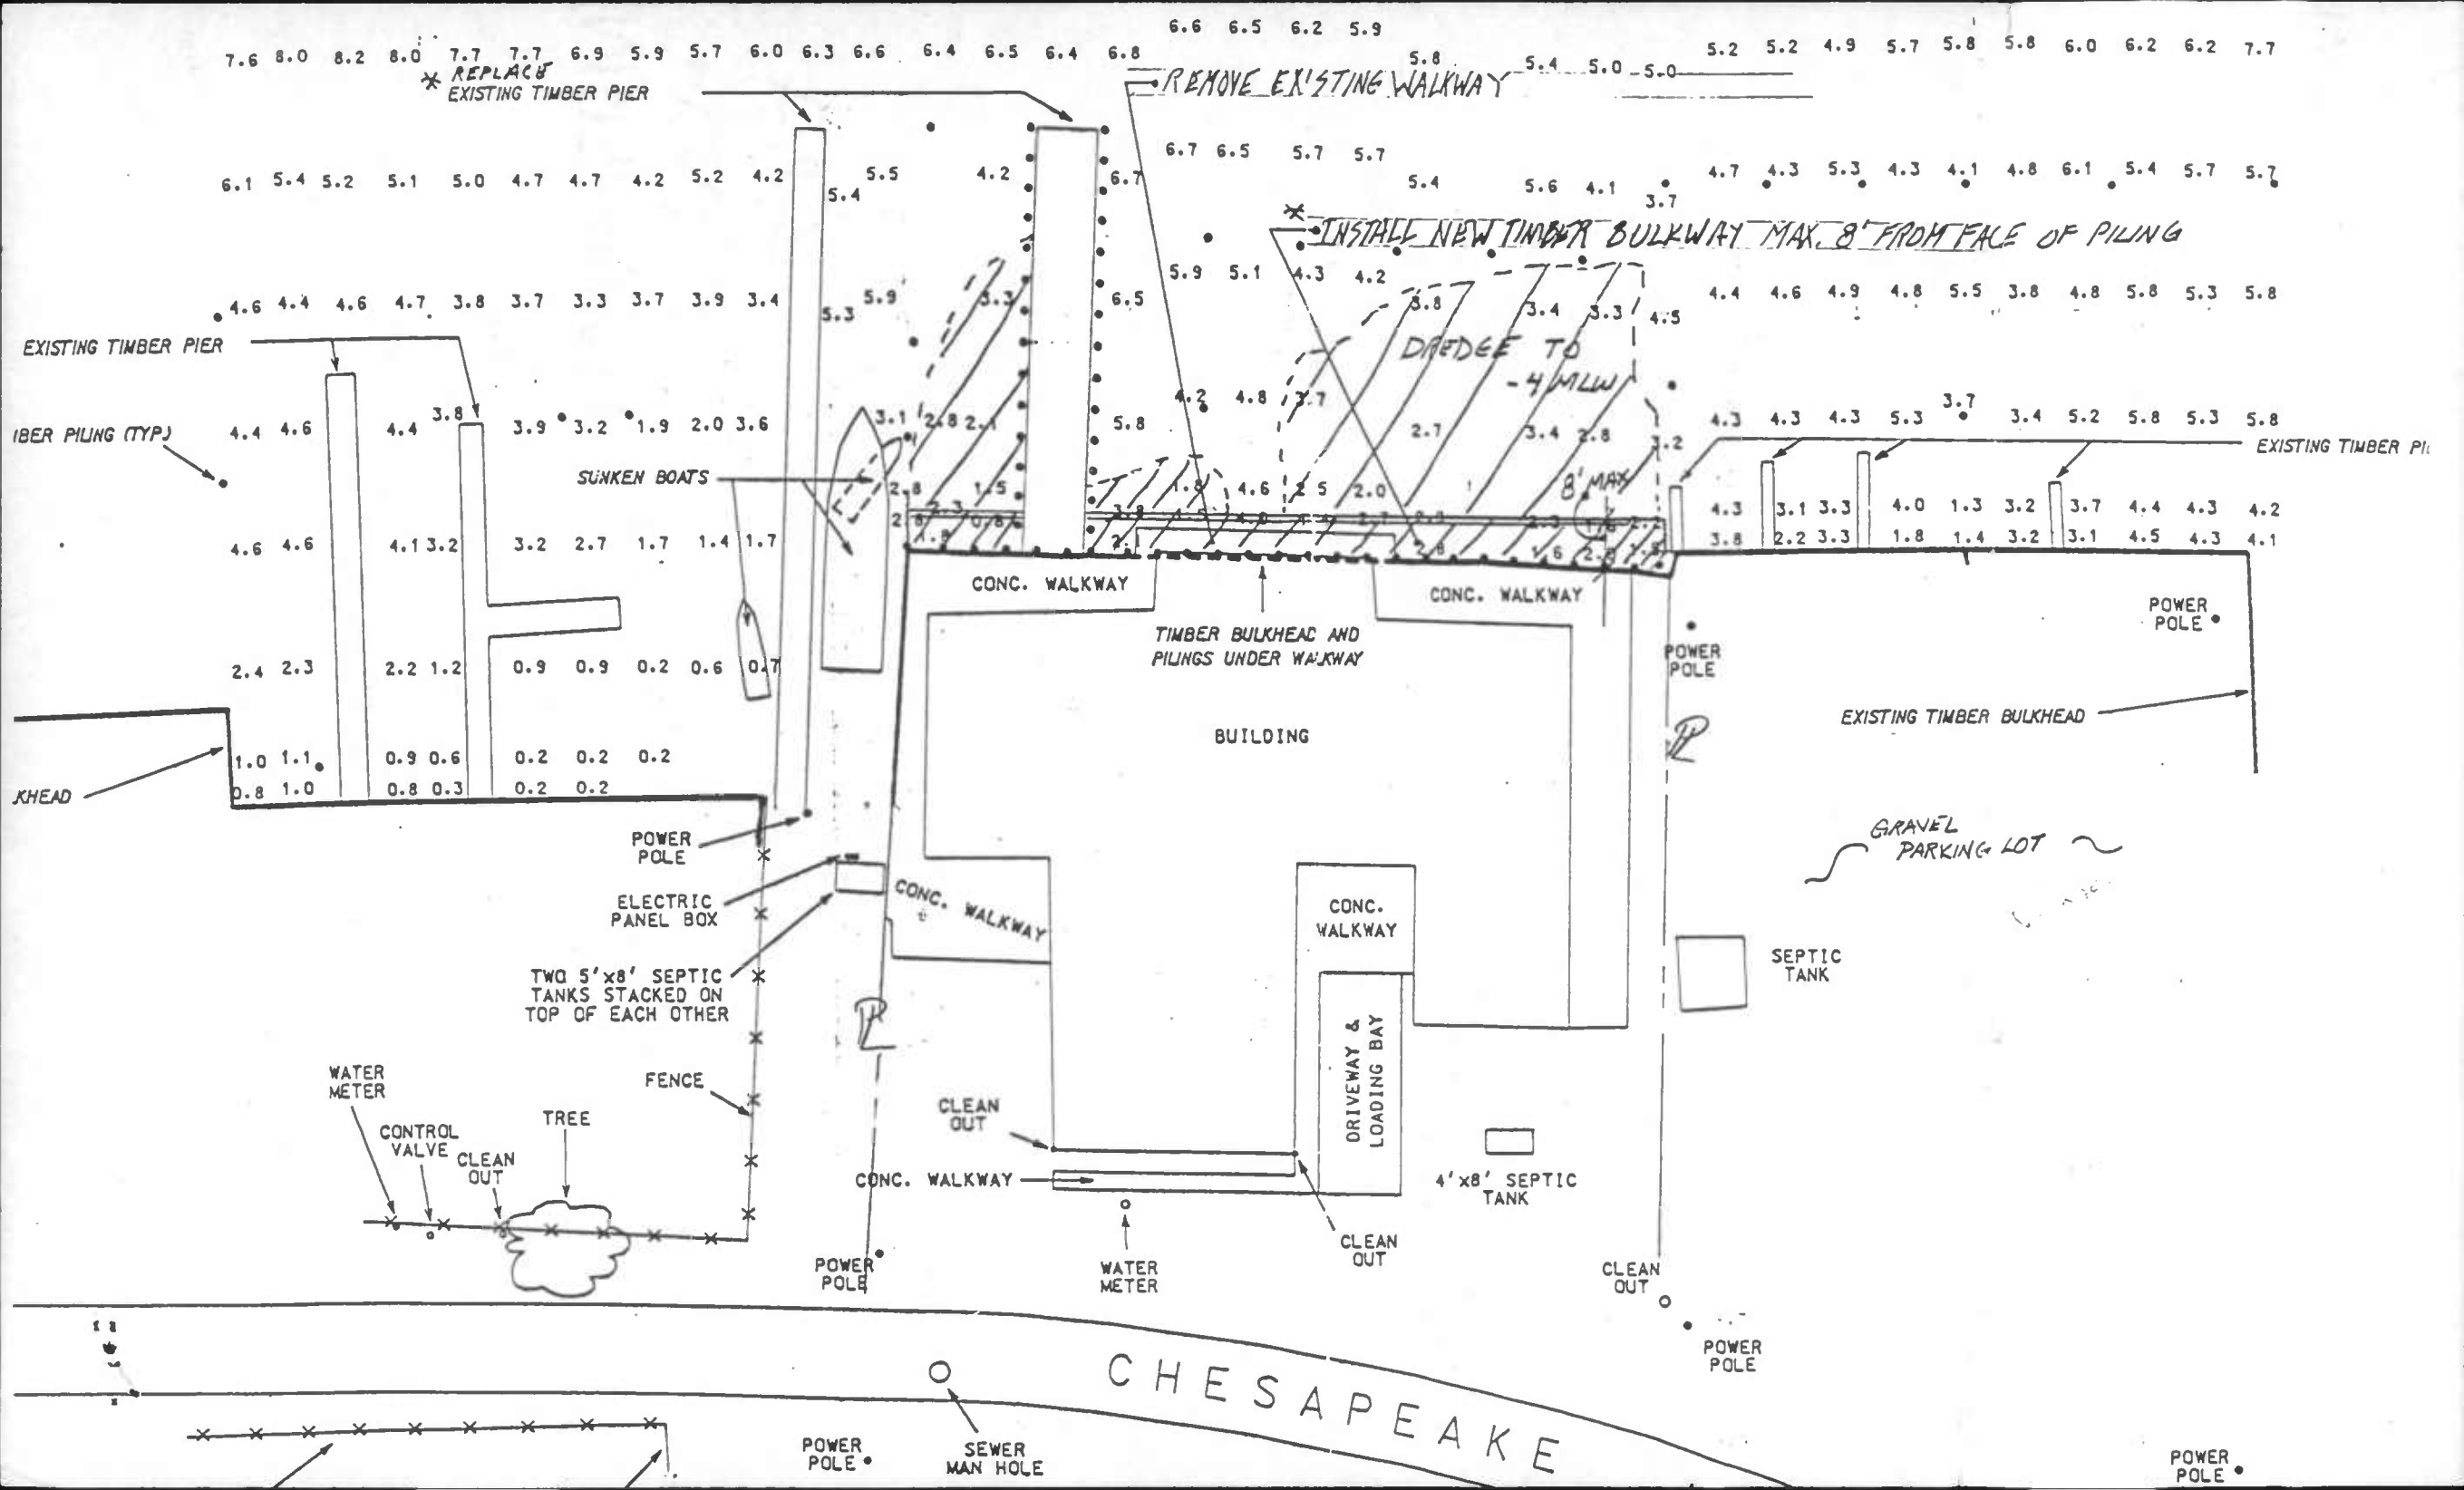 6.6 6.5 6.2 5.9
7.6 8.0 8.2 8.0 7.7 7.7 6.9 5.9 5.7 6.0 6.3 6.6 6.4 6.5 6.4 6.8 5.8 5.4 5.0 5.0 5.2 5.2 4.9 5.7 5.8 5.8 6.0 6.2 6.2 7.7
* REPLACE
EXISTING TIMBER PIER
REMOVE EXISTING WALKWAY
6.7 6.5 5.7 5.7
6.1 5.4 5.2 5.1 5.0 4.7 4.7 4.2 5.2 4.2 5.4 5.5 4.2 6.7 5.4 5.6 4.1 3.7 4.7 4.3 5.3 4.3 4.1 4.8 6.1 5.4 5.7 5.7
* INSTALL NEW TIMBER BULKWAY MAX 8' FROM FACE OF PILING
5.9 5.1 4.3 4.2
4.6 4.4 4.6 4.7 3.8 3.7 3.3 3.7 3.9 3.4 5.3 5.9 3.3 6.5 3.8 3.4 3.3 4.5 4.4 4.6 4.9 4.8 5.5 3.8 4.8 5.8 5.3 5.8
EXISTING TIMBER PIER
DREDGE TO
-4 MLW
4.2 4.8 3.7
IBER PILING (TYP.)
4.4 4.6 4.4 3.8 3.9 3.2 1.9 2.0 3.6 3.1 2.8 2.1 5.8 2.7 3.4 2.8 3.2 4.3 4.3 4.3 5.3 3.7 3.4 5.2 5.8 5.3 5.8
EXISTING TIMBER PI
SUNKEN BOATS
8' MAX
2.8 1.5 1.8 4.6 2.5 2.0
2.3 0.8 3.8 4.3 3.1 3.3 4.0 1.3 3.2 3.7 4.4 4.3 4.2
4.6 4.6 4.1 3.2 3.2 2.7 1.7 1.4 1.7 1.8 2.8 1.6 3.8 2.2 3.3 1.8 1.4 3.2 3.1 4.5 4.3 4.1
CONC. WALKWAY
CONC. WALKWAY
TIMBER BULKHEAD AND
PILINGS UNDER WALKWAY
POWER
POLE
POWER
POLE
2.4 2.3 2.2 1.2 0.9 0.9 0.2 0.6 0.7
EXISTING TIMBER BULKHEAD
BUILDING
PL
1.0 1.1 0.9 0.6 0.2 0.2 0.2
0.8 1.0 0.8 0.3 0.2 0.2
KHEAD
POWER
POLE
GRAVEL
PARKING LOT
ELECTRIC
PANEL BOX
CONC. WALKWAY
CONC.
WALKWAY
SEPTIC
TANK
TWO 5'x8' SEPTIC
TANKS STACKED ON
TOP OF EACH OTHER
PL
DRIVEWAY &
LOADING BAY
WATER
METER
FENCE
CONTROL
VALVE
CLEAN
OUT
TREE
CLEAN
OUT
CONC. WALKWAY
4'x8' SEPTIC
TANK
CLEAN
OUT
POWER
POLE
WATER
METER
CLEAN
OUT
POWER
POLE
CHESAPEAKE
POWER
POLE
SEWER
MAN HOLE
POWER
POLE